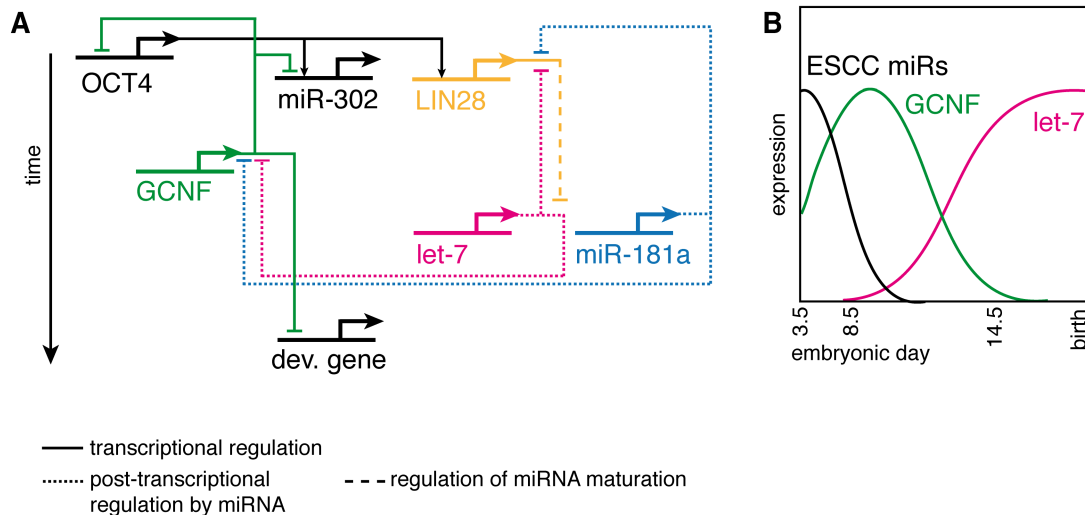 A
OCT4
miR-302
LIN28
time
GCNF
let-7
miR-181a
dev. gene
transcriptional regulation
post-transcriptional
regulation by miRNA
regulation of miRNA maturation
B
ESCC miRs
GCNF
let-7
expression
3.5
8.5
14.5
birth
embryonic day